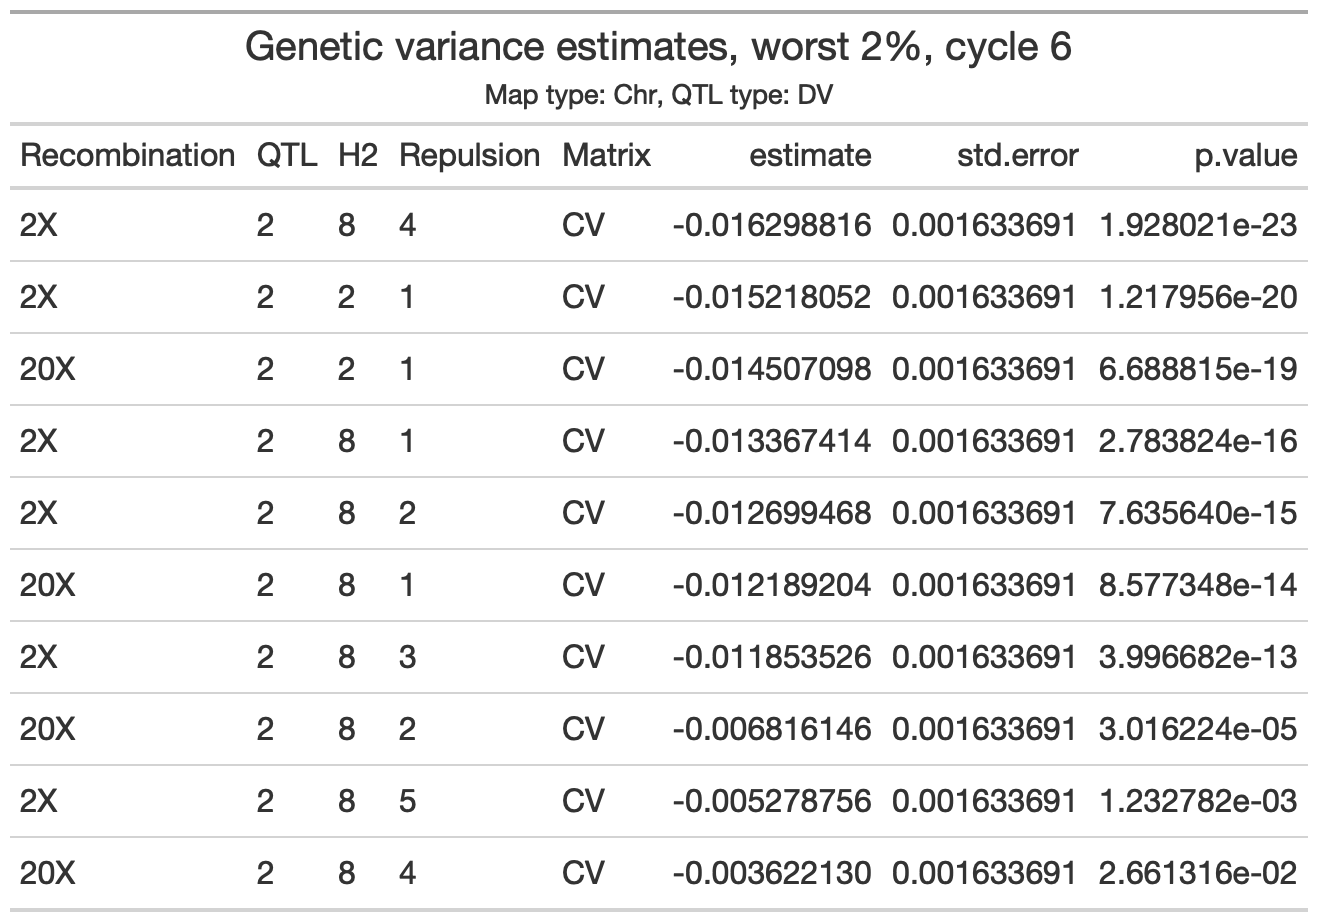 Genetic variance estimates, worst 2%, cycle 6
Map type: Chr, QTL type: DV
Recombination QTL H2 Repulsion Matrix estimate std.error p.value
2X 2 8 4 CV -0.016298816 0.001633691 1.928021e-23
2X 2 2 1 CV -0.015218052 0.001633691 1.217956e-20
20X 2 2 1 CV -0.014507098 0.001633691 6.688815e-19
2X 2 8 1 CV -0.013367414 0.001633691 2.783824e-16
2X 2 8 2 CV -0.012699468 0.001633691 7.635640e-15
20X 2 8 1 CV -0.012189204 0.001633691 8.577348e-14
2X 2 8 3 CV -0.011853526 0.001633691 3.996682e-13
20X 2 8 2 CV -0.006816146 0.001633691 3.016224e-05
2X 2 8 5 CV -0.005278756 0.001633691 1.232782e-03
20X 2 8 4 CV -0.003622130 0.001633691 2.661316e-02